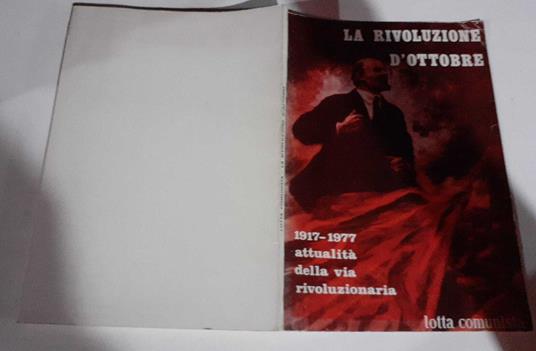 LA RIVOLUZIONE
D'OTTOBRE
1917-1977
attualità
della via
rivoluzionaria
lotta comunista